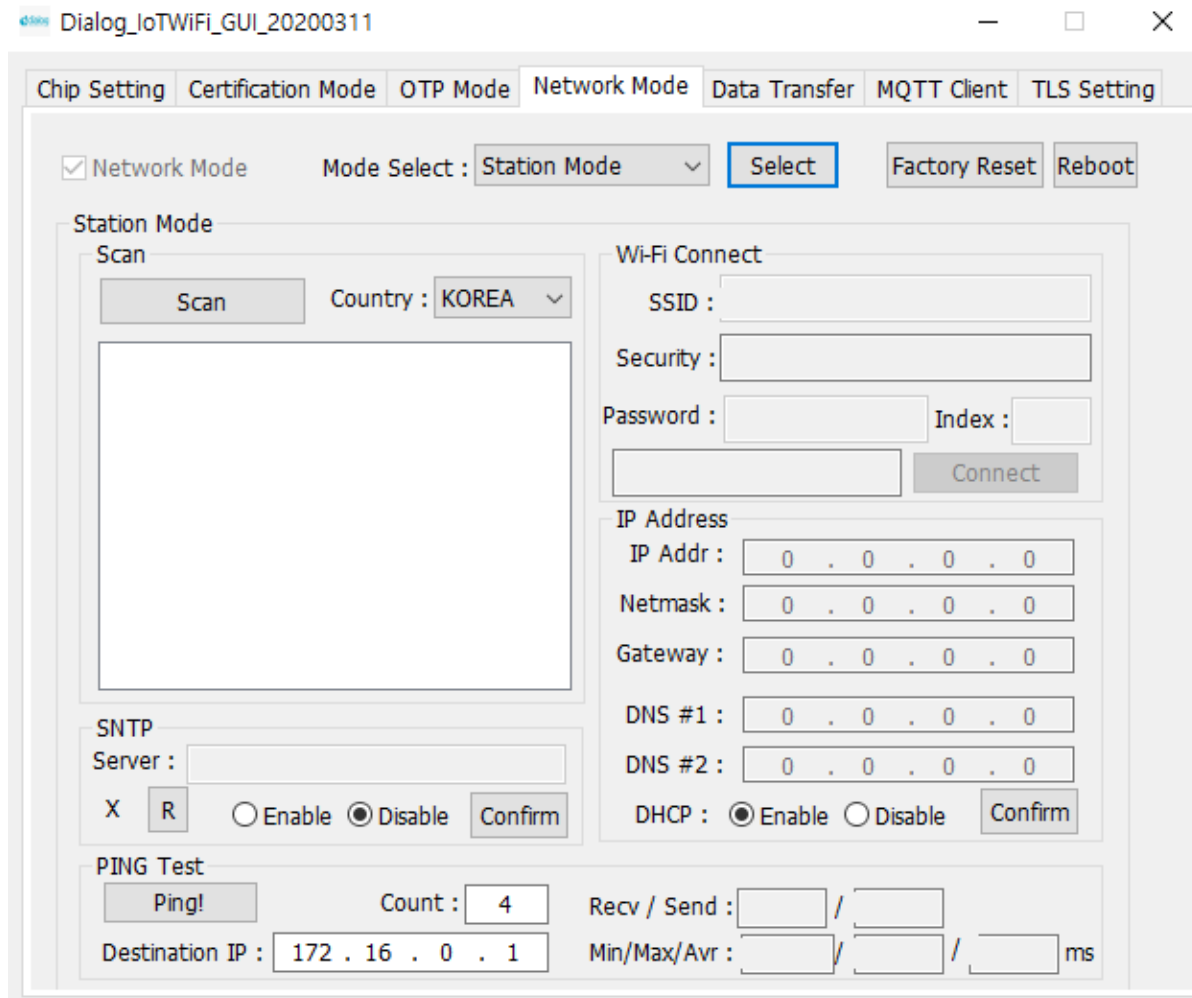 dialog Dialog_IoTWiFi_GUI_20200311
Chip Setting Certification Mode OTP Mode Network Mode Data Transfer MQTT Client TLS Setting
Network Mode Mode Select : Station Mode Select Factory Reset Reboot
Station Mode
Scan
Scan Country : KOREA
Wi-Fi Connect
SSID :
Security :
Password : Index :
Connect
IP Address
IP Addr : 0 . 0 . 0 . 0
Netmask : 0 . 0 . 0 . 0
Gateway : 0 . 0 . 0 . 0
DNS #1 : 0 . 0 . 0 . 0
DNS #2 : 0 . 0 . 0 . 0
DHCP : Enable Disable Confirm
SNTP
Server :
X R Enable Disable Confirm
PING Test
Ping! Count : 4 Recv / Send : /
Destination IP : 172 . 16 . 0 . 1 Min/Max/Avr : / / ms